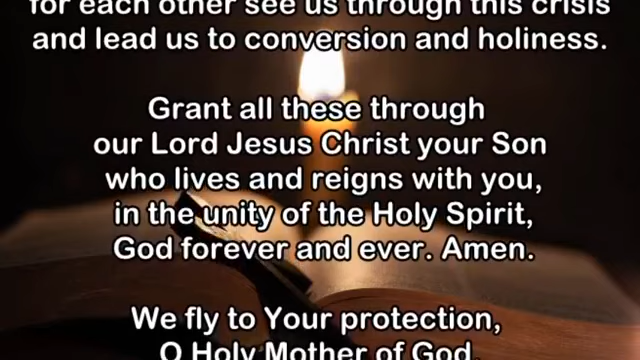 for each other see us through this crisis
and lead us to conversion and holiness.
Grant all these through
our Lord Jesus Christ your Son
who lives and reigns with you,
in the unity of the Holy Spirit,
God forever and ever. Amen.
We fly to Your protection,
O Holy Mother of God